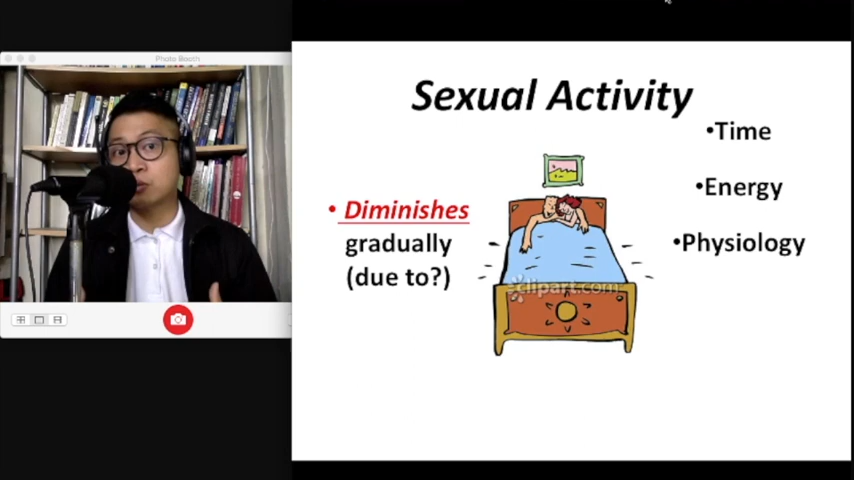 Photo Booth
Sexual Activity
• Diminishes
gradually
(due to?)
•Time
•Energy
•Physiology
clipart.com